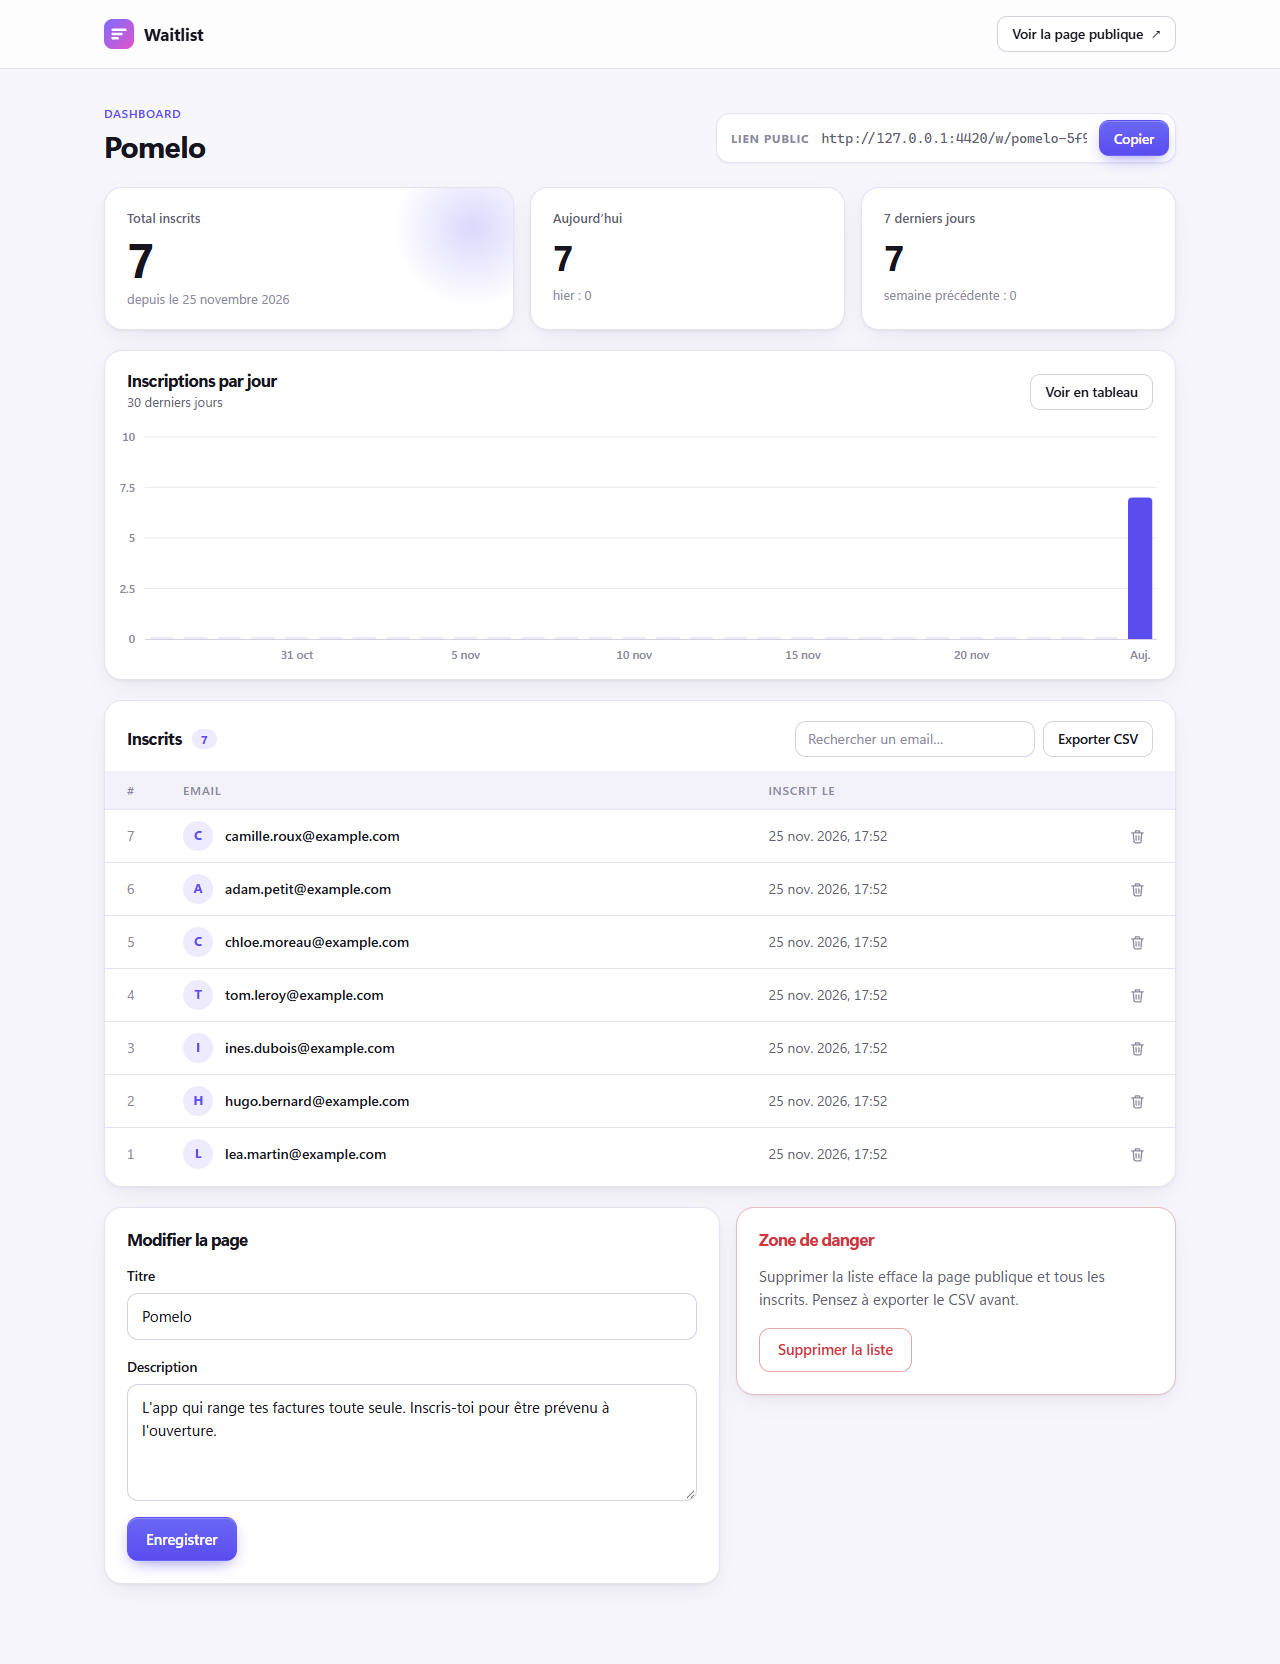 Waitlist
Voir la page publique ↗
DASHBOARD
Pomelo
LIEN PUBLIC http://127.0.0.1:4420/w/pomelo-5f9 Copier
Total inscrits
7
depuis le 25 novembre 2026
Aujourd'hui
7
hier : 0
7 derniers jours
7
semaine précédente : 0
Inscriptions par jour
30 derniers jours
Voir en tableau
10
7.5
5
2.5
0
31 oct 5 nov 10 nov 15 nov 20 nov Auj.
Inscrits 7
Rechercher un email…
Exporter CSV
# EMAIL INSCRIT LE
7 C camille.roux@example.com 25 nov. 2026, 17:52
6 A adam.petit@example.com 25 nov. 2026, 17:52
5 C chloe.moreau@example.com 25 nov. 2026, 17:52
4 T tom.leroy@example.com 25 nov. 2026, 17:52
3 I ines.dubois@example.com 25 nov. 2026, 17:52
2 H hugo.bernard@example.com 25 nov. 2026, 17:52
1 L lea.martin@example.com 25 nov. 2026, 17:52
Modifier la page
Titre
Pomelo
Description
L'app qui range tes factures toute seule. Inscris-toi pour être prévenu à
l'ouverture.
Enregistrer
Zone de danger
Supprimer la liste efface la page publique et tous les
inscrits. Pensez à exporter le CSV avant.
Supprimer la liste